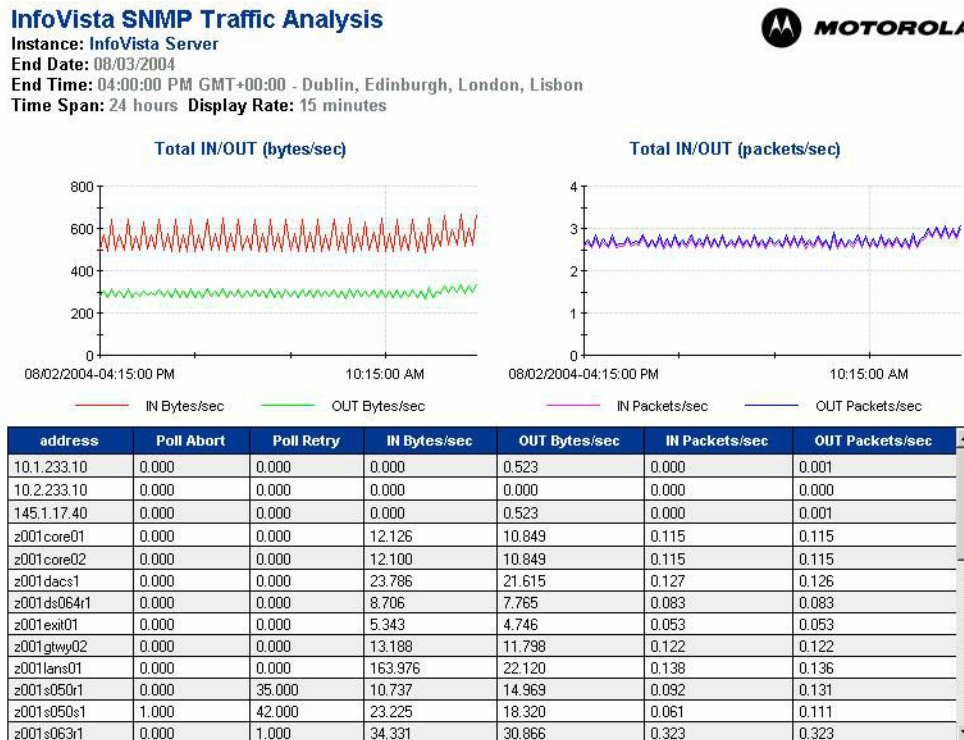 InfoVista SNMP Traffic Analysis
MOTOROLA
Instance: InfoVista Server
End Date: 08/03/2004
End Time: 04:00:00 PM GMT+00:00 - Dublin, Edinburgh, London, Lisbon
Time Span: 24 hours Display Rate: 15 minutes
Total IN/OUT (bytes/sec)
800
600
400
200
0
08/02/2004-04:15:00 PM 10:15:00 AM
IN Bytes/sec OUT Bytes/sec
Total IN/OUT (packets/sec)
4
3
2
1
0
08/02/2004-04:15:00 PM 10:15:00 AM
IN Packets/sec OUT Packets/sec
address Poll Abort Poll Retry IN Bytes/sec OUT Bytes/sec IN Packets/sec OUT Packets/sec
10.1.233.10 0.000 0.000 0.000 0.523 0.000 0.001
10.2.233.10 0.000 0.000 0.000 0.000 0.000 0.000
145.1.17.40 0.000 0.000 0.000 0.523 0.000 0.001
z001core01 0.000 0.000 12.126 10.849 0.115 0.115
z001core02 0.000 0.000 12.100 10.849 0.115 0.115
z001dacs1 0.000 0.000 23.786 21.615 0.127 0.126
z001ds064r1 0.000 0.000 8.706 7.765 0.083 0.083
z001exit01 0.000 0.000 5.343 4.746 0.053 0.053
z001gtwy02 0.000 0.000 13.188 11.798 0.122 0.122
z001lans01 0.000 0.000 163.976 22.120 0.138 0.136
z001s050r1 0.000 35.000 10.737 14.969 0.092 0.131
z001s050s1 1.000 42.000 23.225 18.320 0.061 0.111
z001s063r1 0.000 1.000 34.331 30.866 0.323 0.323